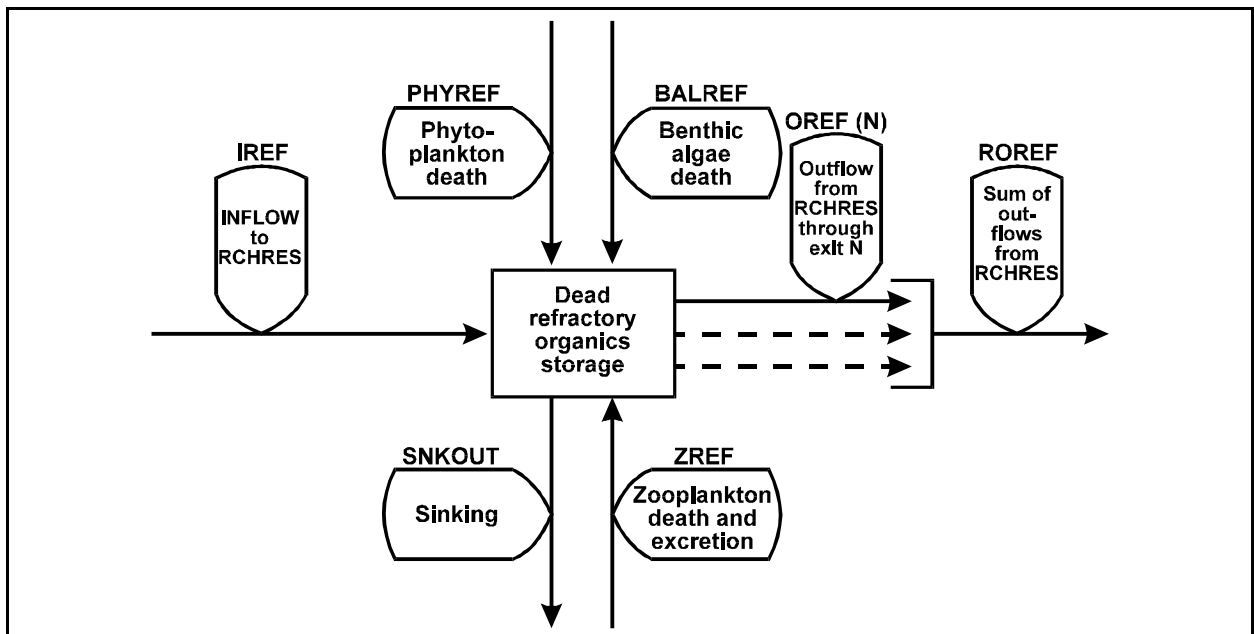 PHYREF
Phyto-
plankton
death
BALREF
Benthic
algae
death
OREF (N)
Outflow
from
RCHRES
through
exit N
IREF
INFLOW
to
RCHRES
ROREF
Sum of
out-
flows
from
RCHRES
Dead
refractory
organics
storage
SNKOUT
Sinking
ZREF
Zooplankton
death and
excretion